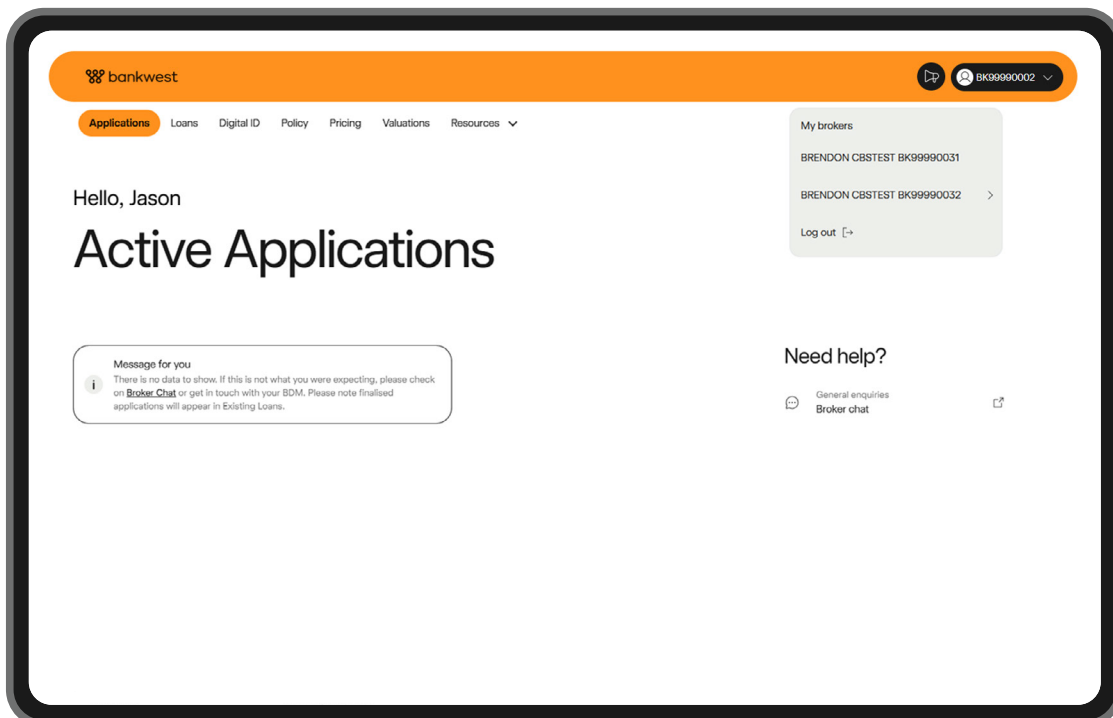 bankwest
BK99990002
Applications Loans Digital ID Policy Pricing Valuations Resources
My brokers
BRENDON CBSTEST BK99990031
BRENDON CBSTEST BK99990032
Log out
Hello, Jason
Active Applications
Message for you
There is no data to show. If this is not what you were expecting, please check
on Broker Chat or get in touch with your BDM. Please note finalised
applications will appear in Existing Loans.
Need help?
General enquiries
Broker chat